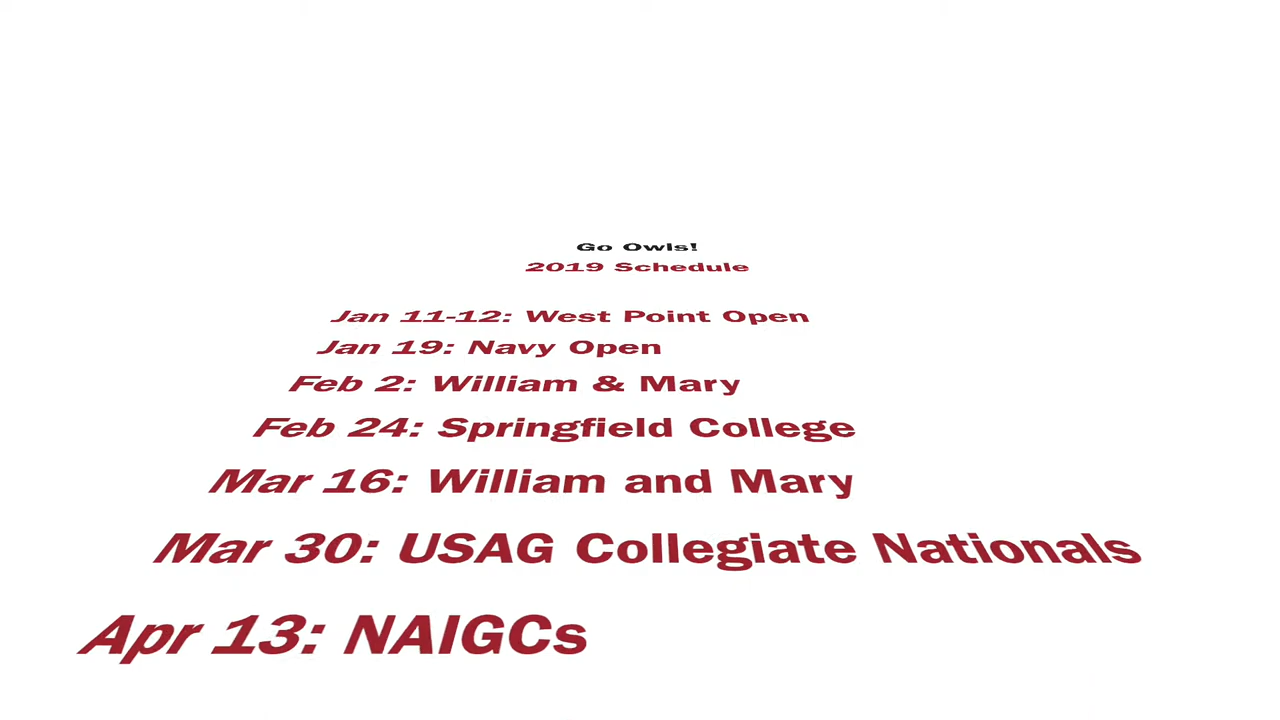 Go Owls!
2019 Schedule
Jan 11-12: West Point Open
Jan 19: Navy Open
Feb 2: William & Mary
Feb 24: Springfield College
Mar 16: William and Mary
Mar 30: USAG Collegiate Nationals
Apr 13: NAIGCs